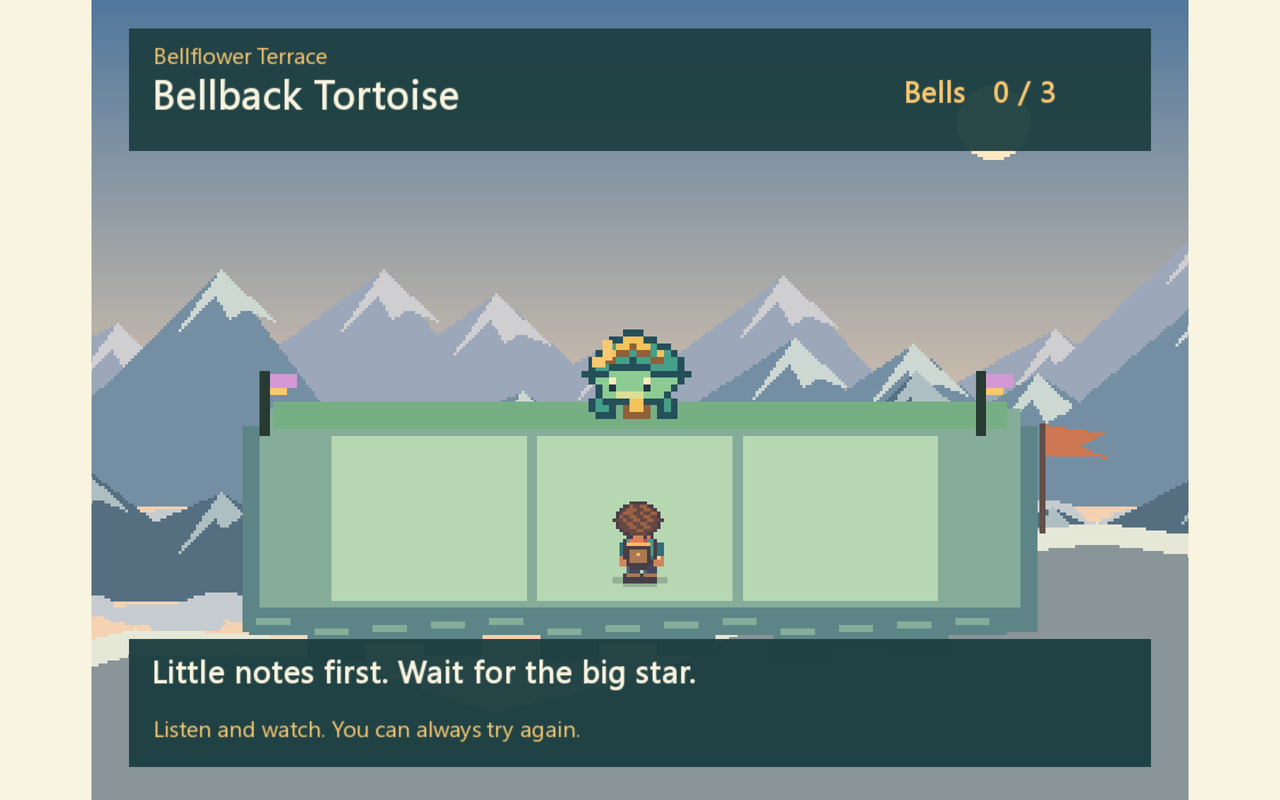 Bellflower Terrace
Bellback Tortoise
Bells 0 / 3
Little notes first. Wait for the big star.
Listen and watch. You can always try again.